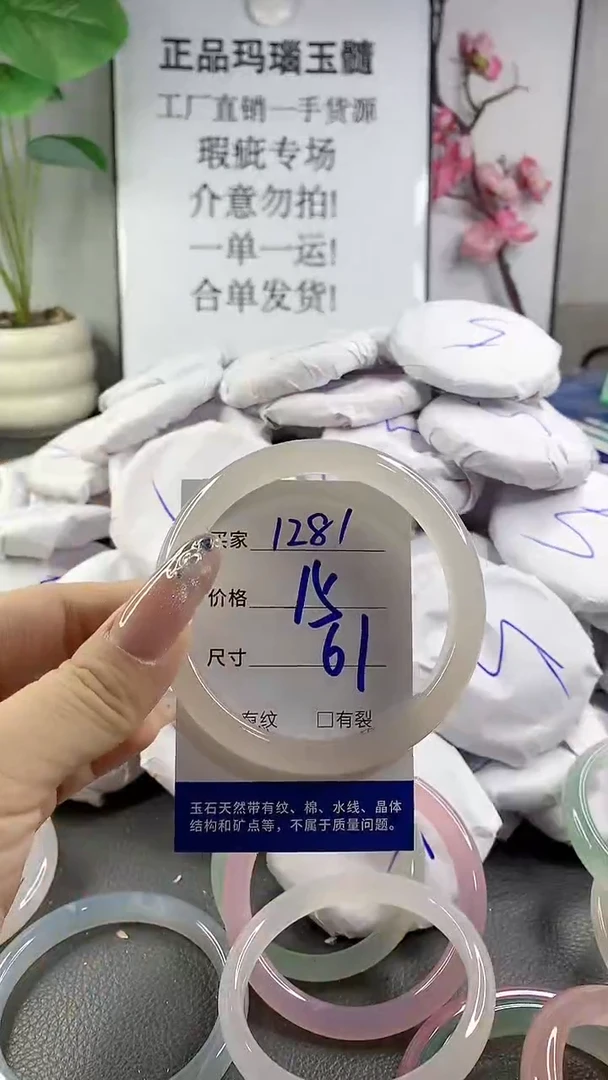 正品玛瑙玉髓
工厂直销一手货源
瑕疵专场
介意勿拍!
一单一运!
合单发货!
买家 1281
价格 15
尺寸 61
有纹 □有裂
玉石天然带有纹、棉、水线、晶体
结构和矿点等，不属于质量问题。